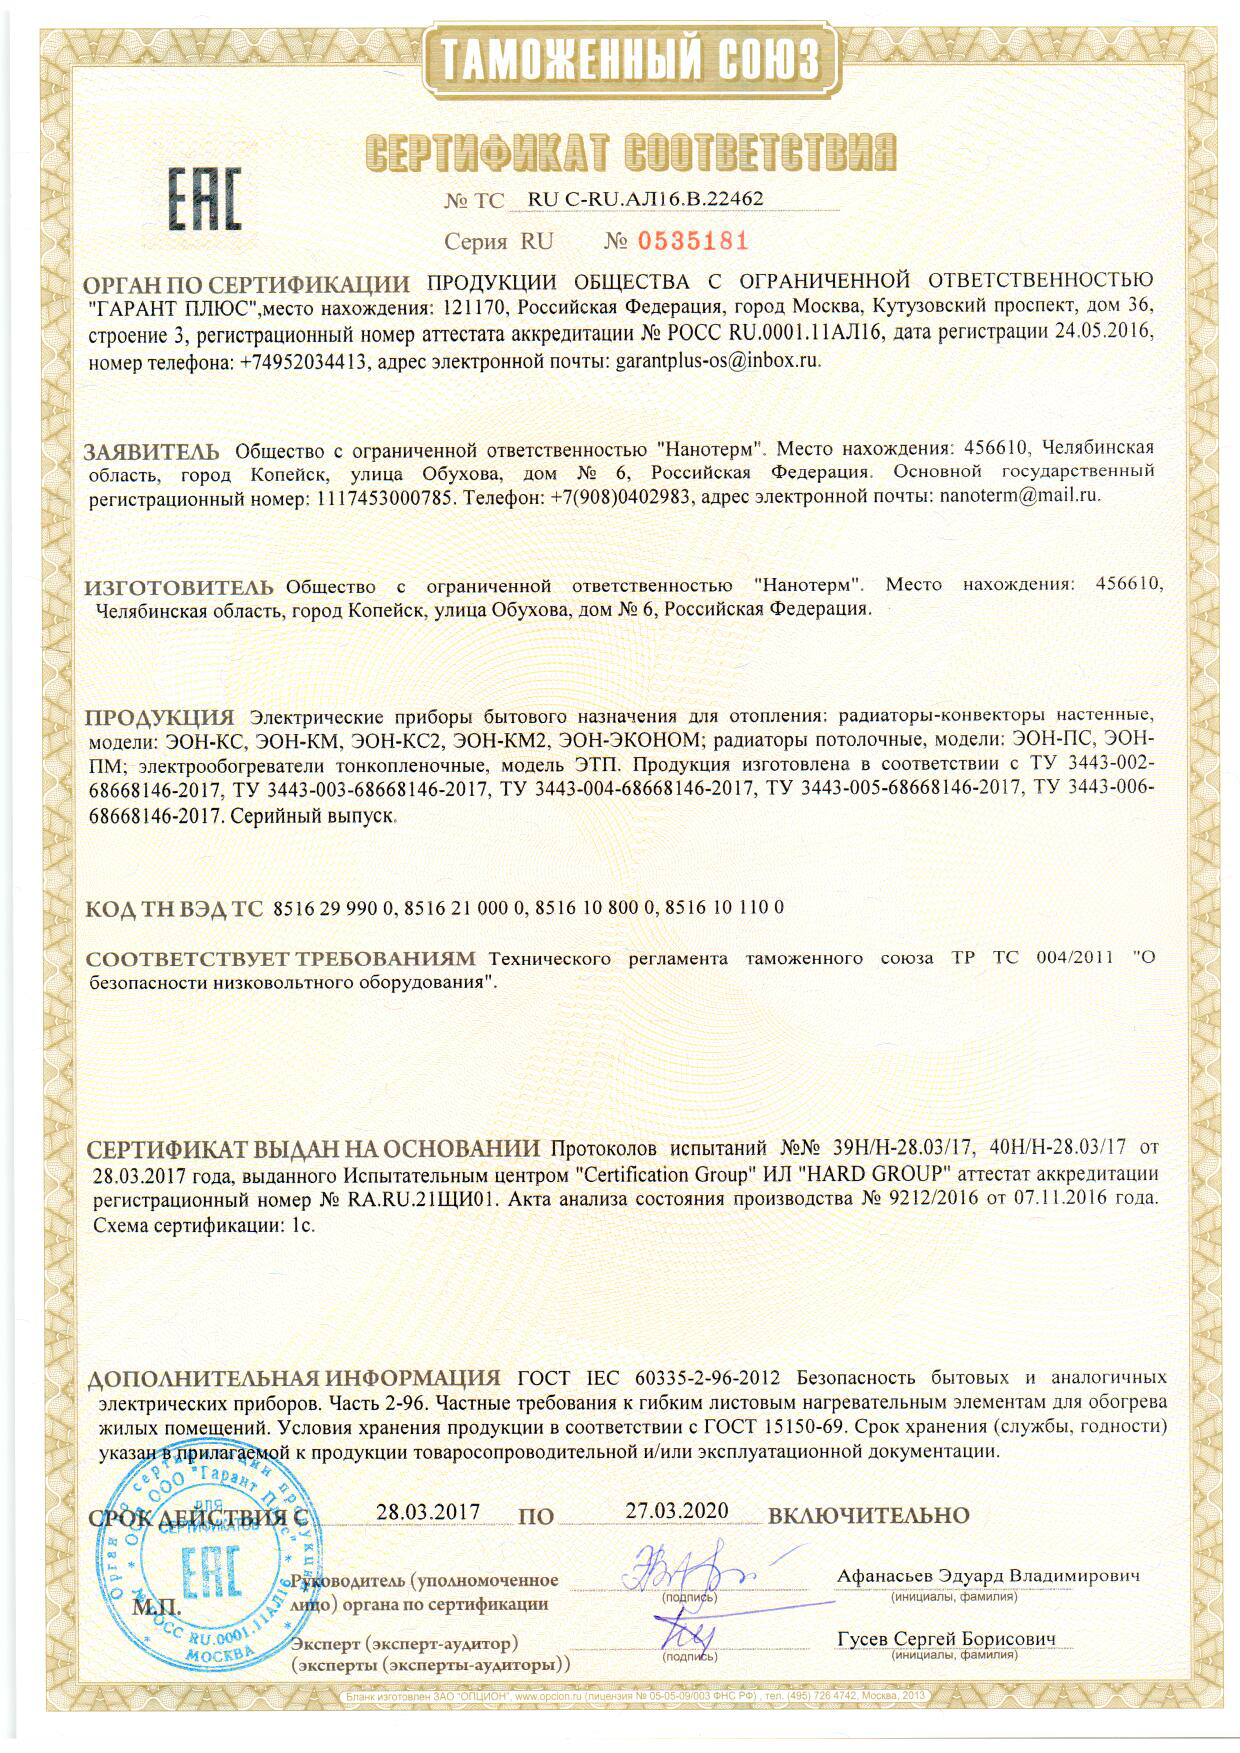 ТАМОЖЕННЫЙ СОЮЗ
СЕРТИФИКАТ СООТВЕТСТВИЯ
EAC
№ ТС RU C-RU.АЛ16.В.22462
Серия RU № 0535181
ОРГАН ПО СЕРТИФИКАЦИИ ПРОДУКЦИИ ОБЩЕСТВА С ОГРАНИЧЕННОЙ ОТВЕТСТВЕННОСТЬЮ
"ГАРАНТ ПЛЮС",место нахождения: 121170, Российская Федерация, город Москва, Кутузовский проспект, дом 36,
строение 3, регистрационный номер аттестата аккредитации № РОСС RU.0001.11АЛ16, дата регистрации 24.05.2016,
номер телефона: +74952034413, адрес электронной почты: garantplus-os@inbox.ru.
ЗАЯВИТЕЛЬ Общество с ограниченной ответственностью "Нанотерм". Место нахождения: 456610, Челябинская
область, город Копейск, улица Обухова, дом № 6, Российская Федерация. Основной государственный
регистрационный номер: 1117453000785. Телефон: +7(908)0402983, адрес электронной почты: nanoterm@mail.ru.
ИЗГОТОВИТЕЛЬ Общество с ограниченной ответственностью "Нанотерм". Место нахождения: 456610,
Челябинская область, город Копейск, улица Обухова, дом № 6, Российская Федерация.
ПРОДУКЦИЯ Электрические приборы бытового назначения для отопления: радиаторы-конвекторы настенные,
модели: ЭОН-КС, ЭОН-КМ, ЭОН-КС2, ЭОН-КМ2, ЭОН-ЭКОНОМ; радиаторы потолочные, модели: ЭОН-ПС, ЭОН-
ПМ; электрообогреватели тонкопленочные, модель ЭТП. Продукция изготовлена в соответствии с ТУ 3443-002-
68668146-2017, ТУ 3443-003-68668146-2017, ТУ 3443-004-68668146-2017, ТУ 3443-005-68668146-2017, ТУ 3443-006-
68668146-2017. Серийный выпуск.
КОД ТН ВЭД ТС 8516 29 990 0, 8516 21 000 0, 8516 10 800 0, 8516 10 110 0
СООТВЕТСТВУЕТ ТРЕБОВАНИЯМ Технического регламента таможенного союза ТР ТС 004/2011 "О
безопасности низковольтного оборудования".
СЕРТИФИКАТ ВЫДАН НА ОСНОВАНИИ Протоколов испытаний №№ 39Н/Н-28.03/17, 40Н/Н-28.03/17 от
28.03.2017 года, выданного Испытательным центром "Certification Group" ИЛ "HARD GROUP" аттестат аккредитации
регистрационный номер № RA.RU.21ЩИ01. Акта анализа состояния производства № 9212/2016 от 07.11.2016 года.
Схема сертификации: 1с.
ДОПОЛНИТЕЛЬНАЯ ИНФОРМАЦИЯ ГОСТ IEC 60335-2-96-2012 Безопасность бытовых и аналогичных
электрических приборов. Часть 2-96. Частные требования к гибким листовым нагревательным элементам для обогрева
жилых помещений. Условия хранения продукции в соответствии с ГОСТ 15150-69. Срок хранения (службы, годности)
указан в прилагаемой к продукции товаросопроводительной и/или эксплуатационной документации.
СРОК ДЕЙСТВИЯ С 28.03.2017 ПО 27.03.2020 ВКЛЮЧИТЕЛЬНО
Орган по сертификации продукции
ОСП ООО "Гарант Плюс"
ДЛЯ
СЕРТИФИКАТОВ
EAC
№ РОСС RU.0001.11АЛ16
МОСКВА
М.П.
Руководитель (уполномоченное
лицо) органа по сертификации
(подпись)
Афанасьев Эдуард Владимирович
(инициалы, фамилия)
Эксперт (эксперт-аудитор)
(эксперты (эксперты-аудиторы))
(подпись)
Гусев Сергей Борисович
(инициалы, фамилия)
Бланк изготовлен ЗАО "ОПЦИОН", www.opcion.ru (лицензия № 05-05-09/003 ФНС РФ), тел. (495) 726 4742, Москва, 2013